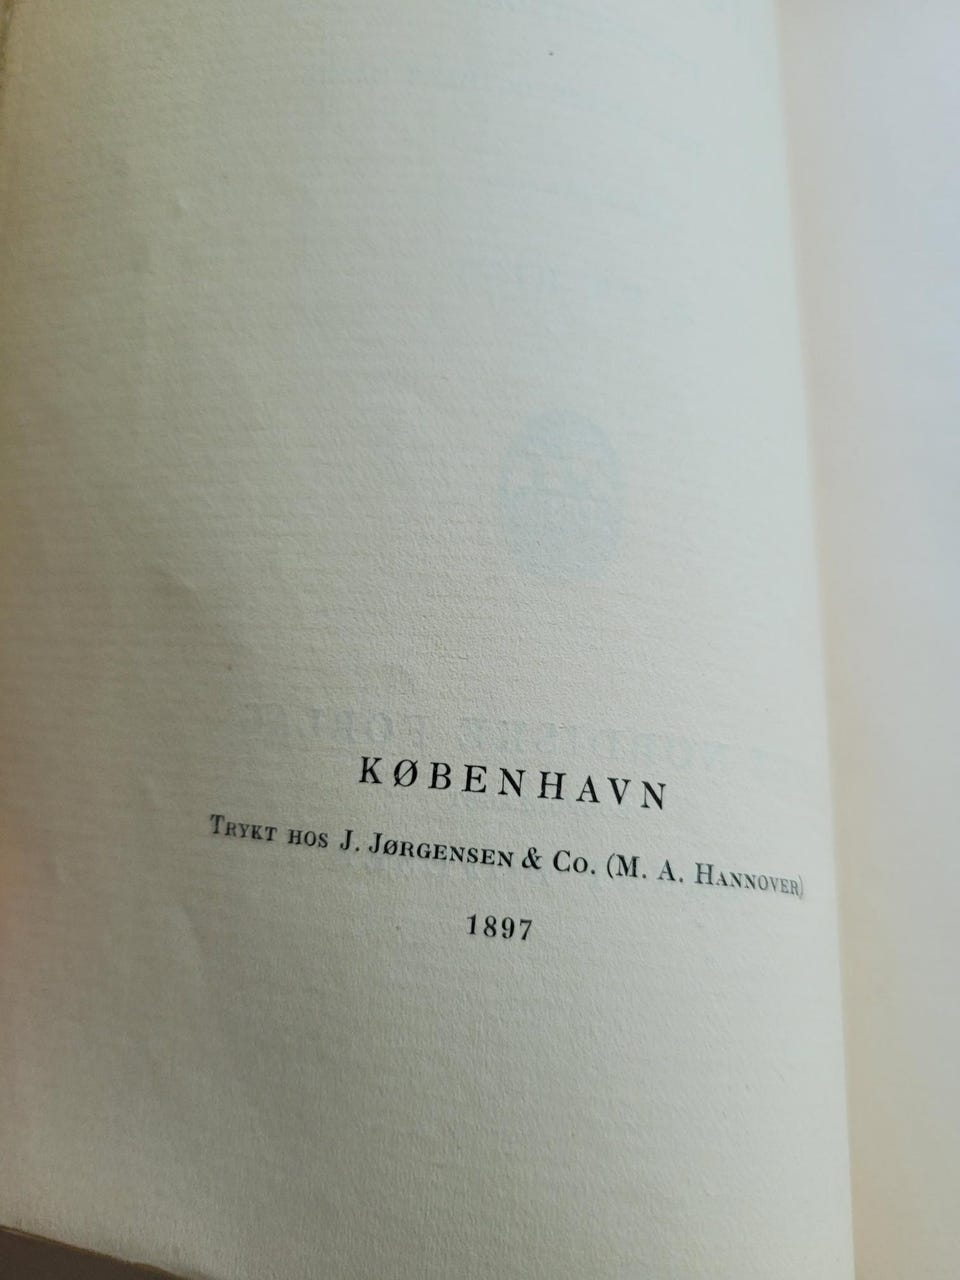 KØBENHAVN
TRYKT HOS J. JØRGENSEN & CO. (M. A. HANNOVER)
1897